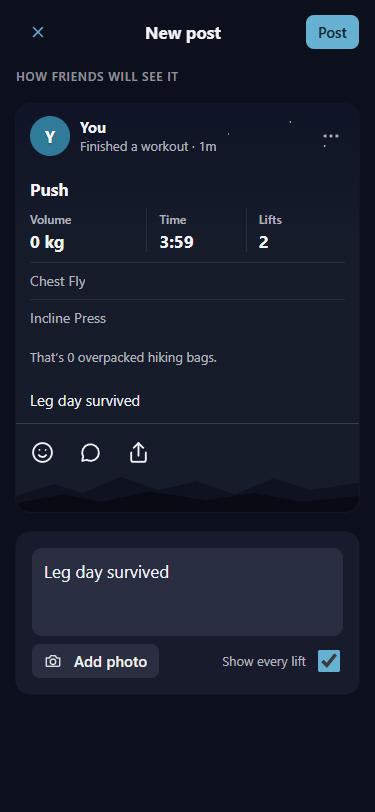 New post
Post
HOW FRIENDS WILL SEE IT
Y
You
Finished a workout · 1m
Push
Volume Time Lifts
0 kg 3:59 2
Chest Fly
Incline Press
That's 0 overpacked hiking bags.
Leg day survived
Leg day survived
Add photo
Show every lift